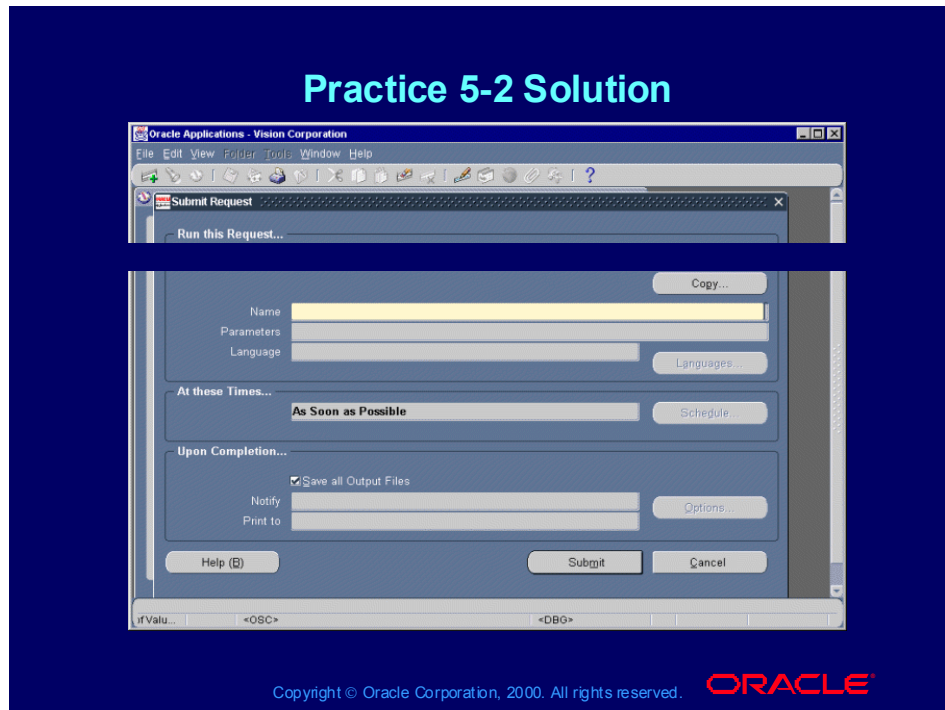 Practice 5-2 Solution
Oracle Applications - Vision Corporation
File Edit View Folder Tools Window Help
Submit Request
Run this Request...
Copy...
Name
Parameters
Language
Languages...
At these Times...
As Soon as Possible
Schedule...
Upon Completion...
Save all Output Files
Notify
Options...
Print to
Help (B)
Submit
Cancel
of Valu... <OSC> <DBG>
Copyright © Oracle Corporation, 2000. All rights reserved.
ORACLE®